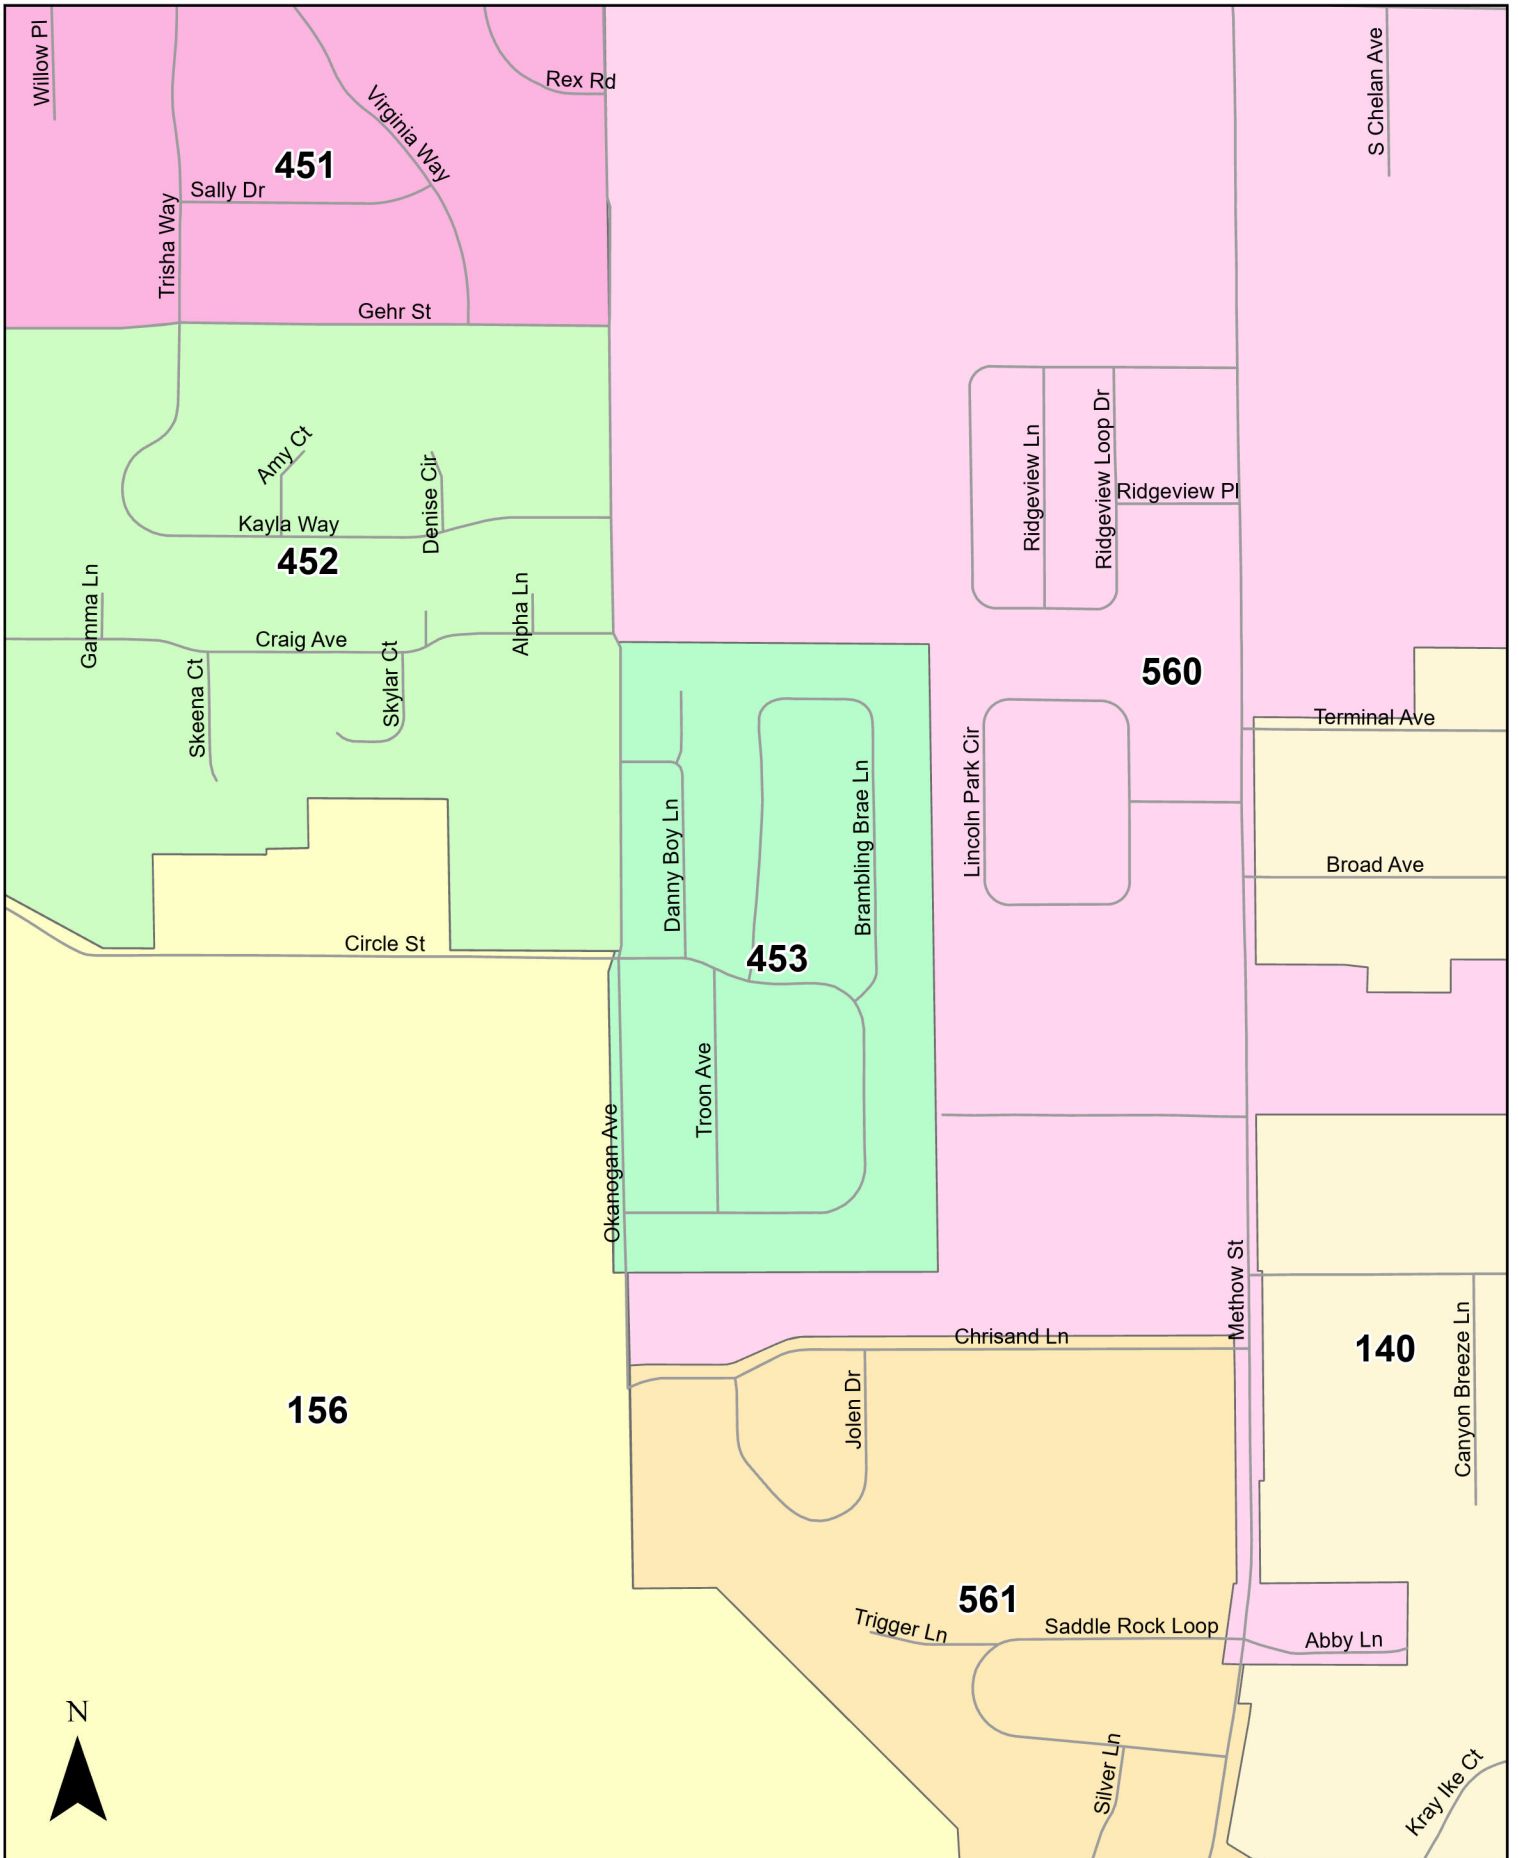 Willow Pl
Rex Rd
S Chelan Ave
Virginia Way
451
Sally Dr
Trisha Way
Gehr St
Amy Ct
Denise Cir
Kayla Way
452
Ridgeview Ln
Ridgeview Loop Dr
Ridgeview Pl
Gamma Ln
Craig Ave
Alpha Ln
Skeena Ct
Skylar Ct
560
Terminal Ave
Lincoln Park Cir
Danny Boy Ln
Brambling Brae Ln
Broad Ave
Circle St
453
Troon Ave
Okanogan Ave
Methow St
Chrisand Ln
140
Canyon Breeze Ln
Jolen Dr
156
561
Trigger Ln
Saddle Rock Loop
Abby Ln
N
Silver Ln
Kray Ike Ct